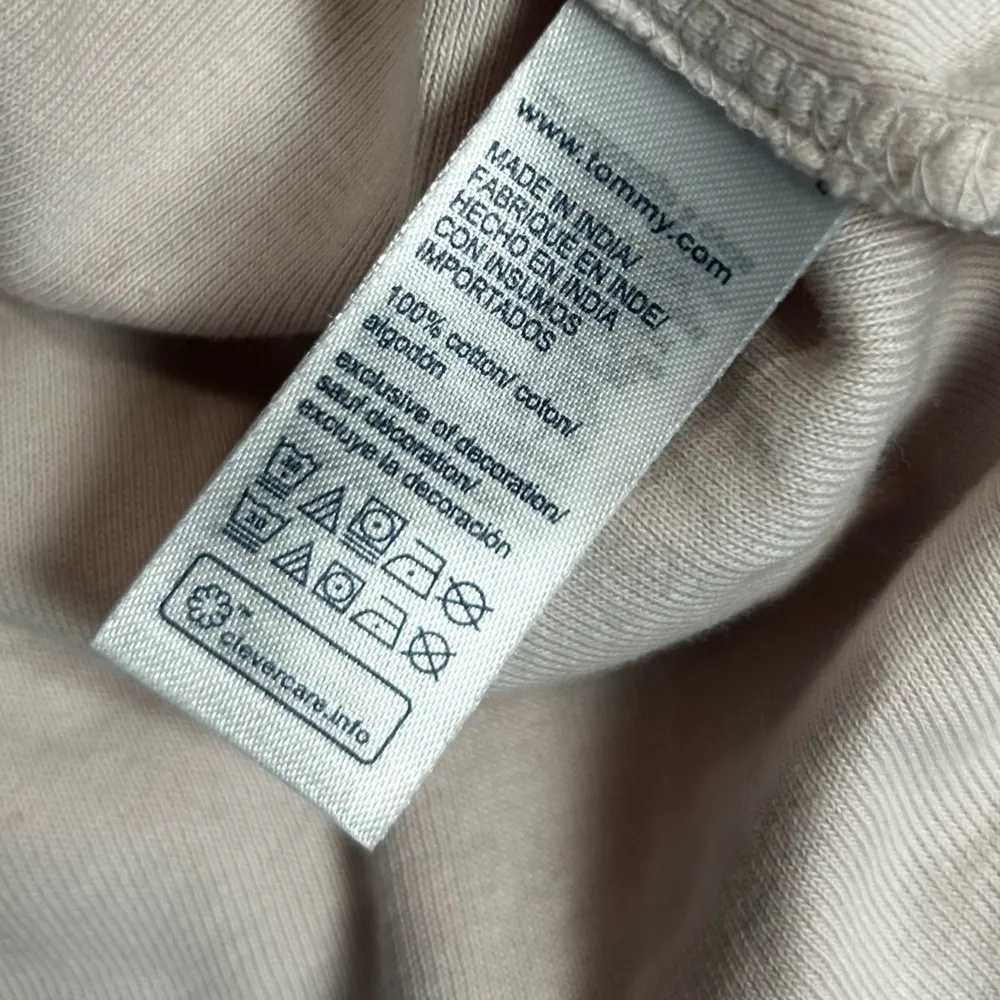 www.tommy.com
MADE IN INDIA/
FABRIQUE EN INDE/
HECHO EN INDIA
CON INSUMOS
IMPORTADOS
100% cotton/ coton/
algodón
exclusive of decoration/
sauf décoration/
excluye la decoración
™
clevercare.info